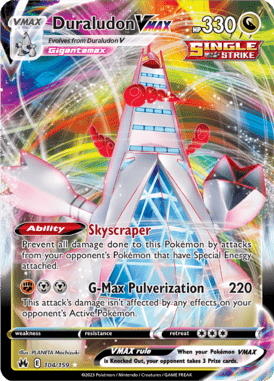 VMAX Duraludon VMAX HP 330
Evolves from Duraludon V
Gigantamax
SINGLE STRIKE
Ability Skyscraper
Prevent all damage done to this Pokémon by attacks
from your opponent's Pokémon that have Special Energy
attached.
G-Max Pulverization 220
This attack's damage isn't affected by any effects on your
opponent's Active Pokémon.
weakness resistance retreat
Illus. PLANETA Mochizuki
104/159
VMAX rule When your Pokémon VMAX
is Knocked Out, your opponent takes 3 Prize cards.
©2023 Pokémon / Nintendo / Creatures / GAME FREAK